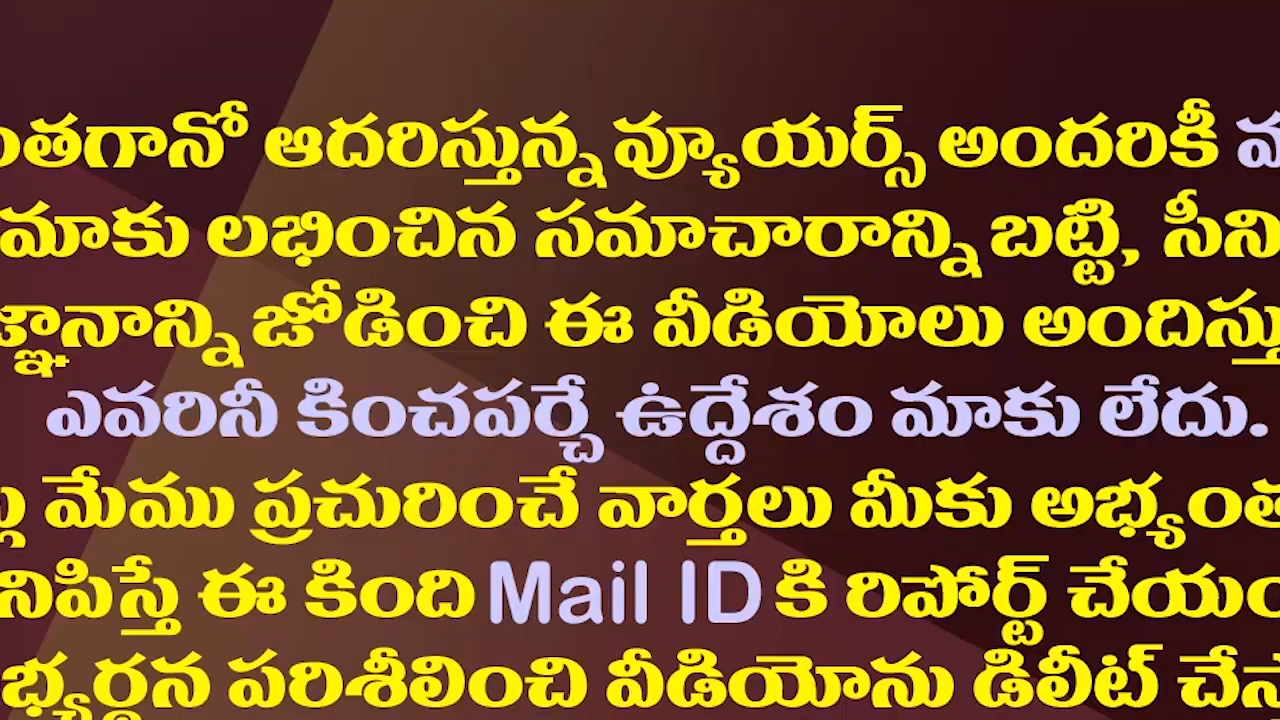 ంతగానో ఆదరిస్తున్న వ్యూయర్స్ అందరికీ
మాకు లభించిన సమాచారాన్ని బట్టి, సీని
జ్ఞానాన్ని జోడించి ఈ వీడియోలు అందిస్తు
ఎవరినీ కించపర్చే ఉద్దేశం మాకు లేదు.
మేము ప్రచురించే వార్తలు మీకు అభ్యంత
నిపిస్తే ఈ కింది Mail ID కి రిపోర్ట్ చేయం
భ్యర్థన పరిశీలించి వీడియోను డిలీట్ చేస